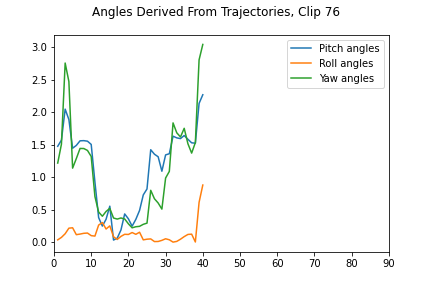 Angles Derived From Trajectories, Clip 76
Pitch angles
Roll angles
Yaw angles
3.0
2.5
2.0
1.5
1.0
0.5
0.0
0 10 20 30 40 50 60 70 80 90